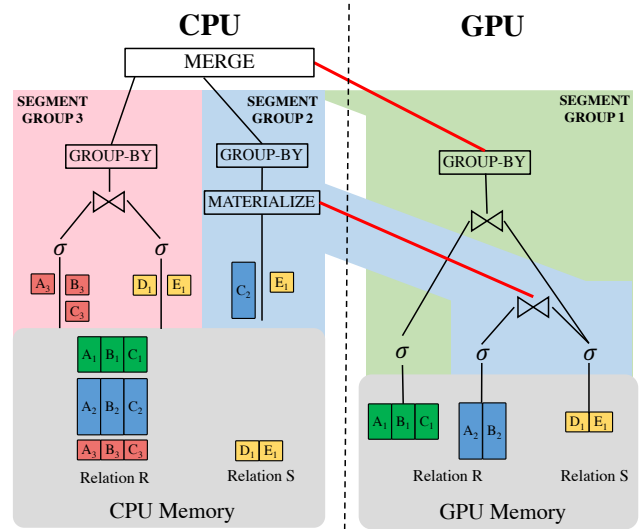 CPU
GPU
MERGE
SEGMENT
GROUP 3
SEGMENT
GROUP 2
SEGMENT
GROUP 1
GROUP-BY
GROUP-BY
GROUP-BY
MATERIALIZE
σ
σ
A₃
B₃
C₃
D₁
E₁
C₂
E₁
σ
σ
σ
A₁ B₁ C₁
A₂ B₂ C₂
A₃ B₃ C₃
D₁ E₁
Relation R
Relation S
CPU Memory
A₁ B₁ C₁
A₂ B₂
D₁ E₁
Relation R
Relation S
GPU Memory